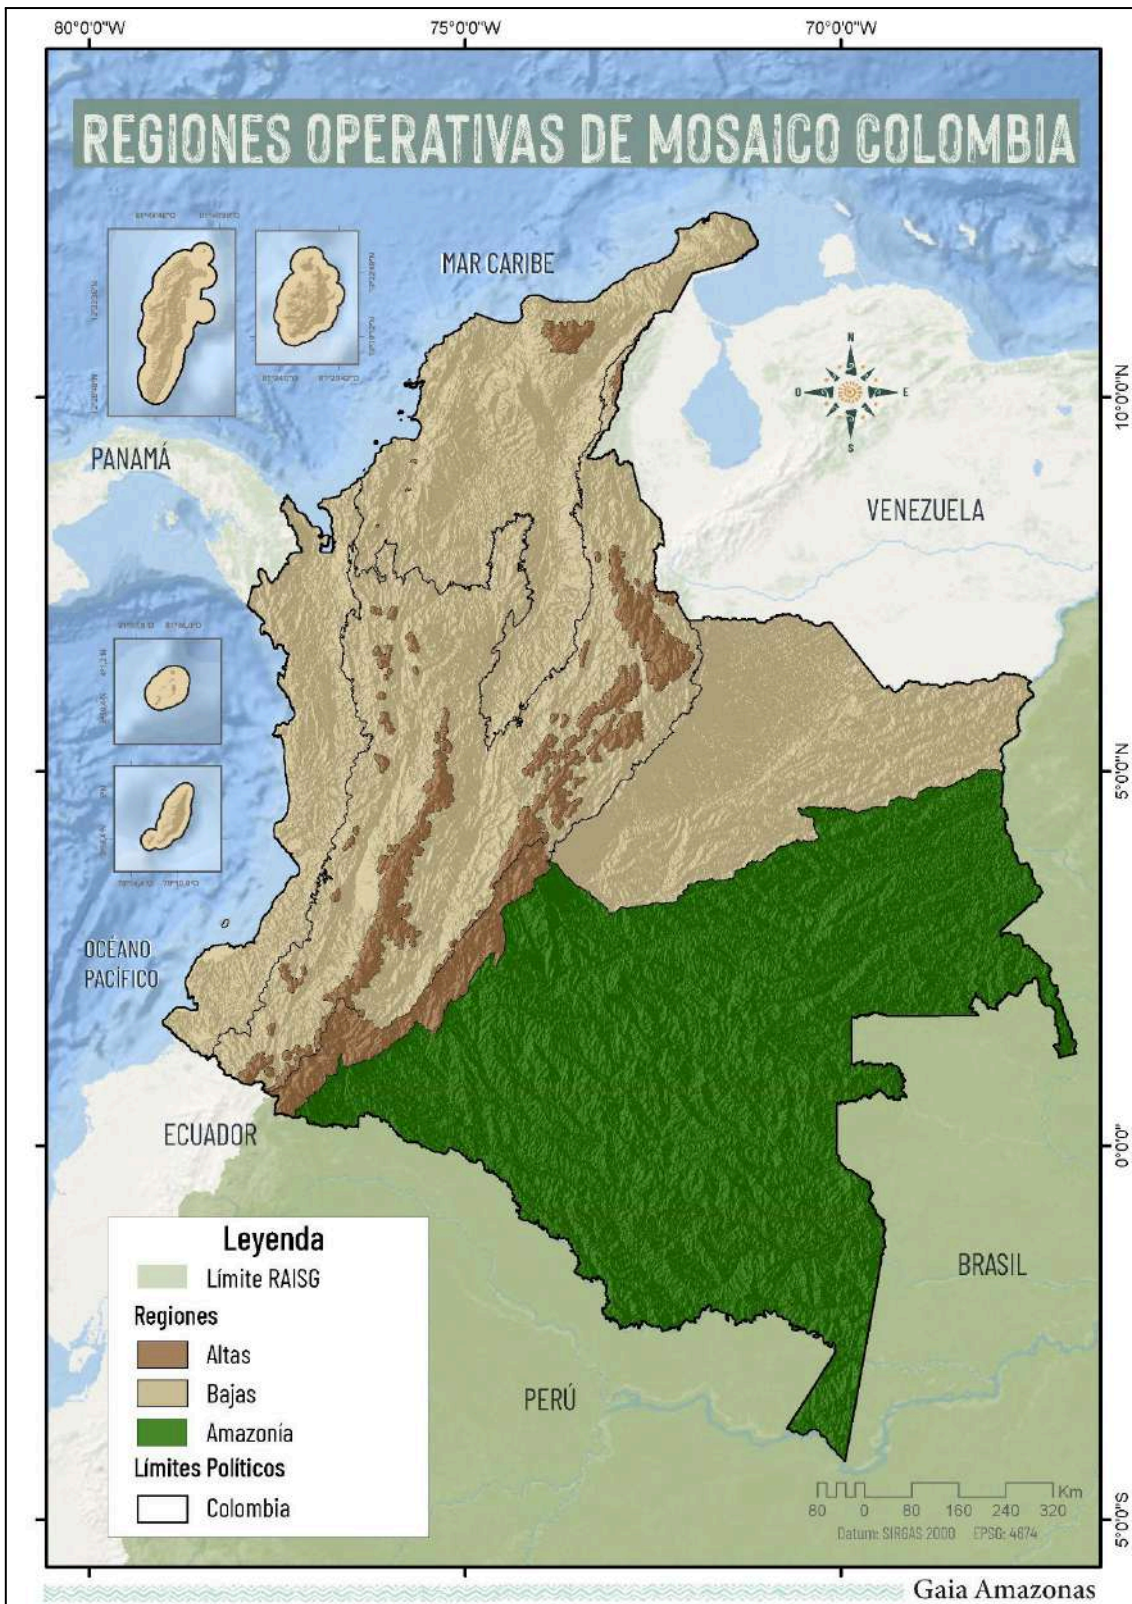 80°0'0"W 75°0'0"W 70°0'0"W
REGIONES OPERATIVAS DE MOSAICO COLOMBIA
MAR CARIBE
N
O E
S
10°0'0"N
PANAMÁ
VENEZUELA
5°0'0"N
OCÉANO
PACÍFICO
ECUADOR
0°0'0"
BRASIL
PERÚ
Leyenda
Límite RAISG
Regiones
Altas
Bajas
Amazonía
Límites Políticos
Colombia
Km
80 0 80 160 240 320
Datum: SIRGAS 2000 EPSG: 4674
5°0'0"S
Gaia Amazonas